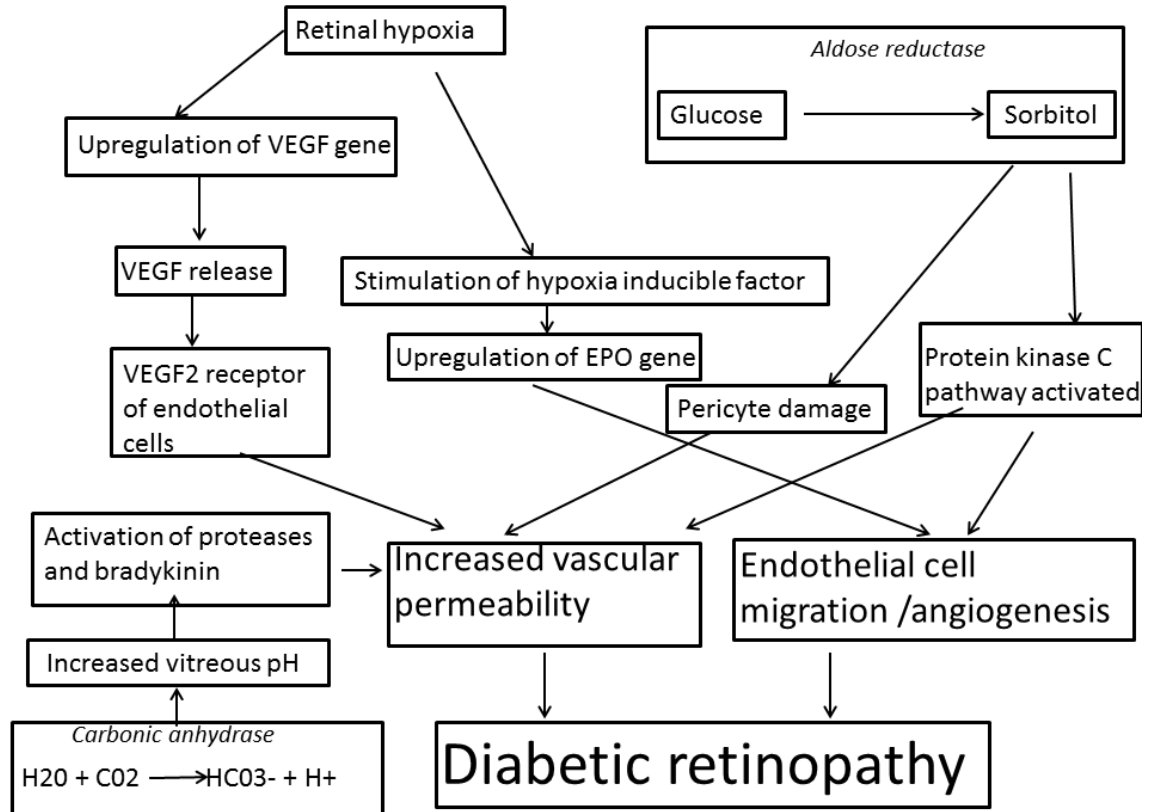 Retinal hypoxia
Aldose reductase
Glucose
Sorbitol
Upregulation of VEGF gene
VEGF release
Stimulation of hypoxia inducible factor
Upregulation of EPO gene
VEGF2 receptor
of endothelial
cells
Pericyte damage
Protein kinase C
pathway activated
Activation of proteases
and bradykinin
Increased vascular
permeability
Endothelial cell
migration /angiogenesis
Increased vitreous pH
Carbonic anhydrase
H20 + C02 → HC03- + H+
Diabetic retinopathy